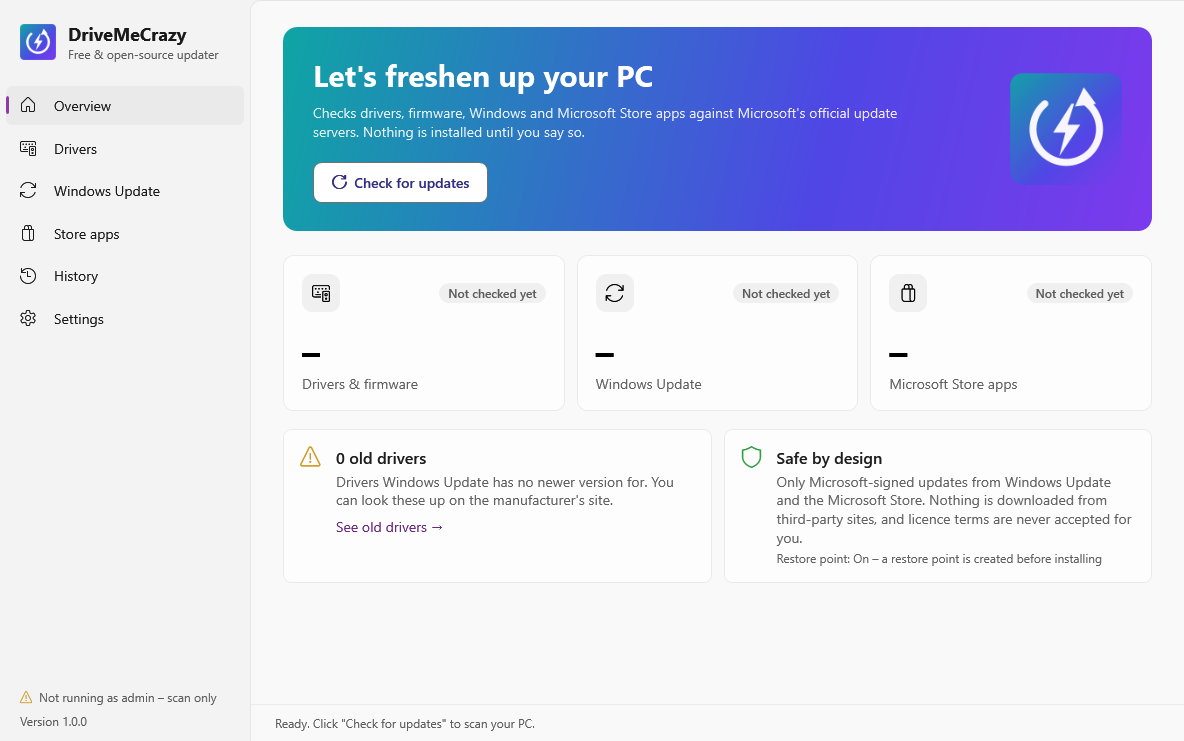 DriveMeCrazy
Free & open-source updater
Overview
Drivers
Windows Update
Store apps
History
Settings
Not running as admin – scan only
Version 1.0.0
Let's freshen up your PC
Checks drivers, firmware, Windows and Microsoft Store apps against Microsoft's official update
servers. Nothing is installed until you say so.
Check for updates
Not checked yet
—
Drivers & firmware
Not checked yet
—
Windows Update
Not checked yet
—
Microsoft Store apps
0 old drivers
Drivers Windows Update has no newer version for. You
can look these up on the manufacturer's site.
See old drivers →
Safe by design
Only Microsoft-signed updates from Windows Update
and the Microsoft Store. Nothing is downloaded from
third-party sites, and licence terms are never accepted for
you.
Restore point: On – a restore point is created before installing
Ready. Click "Check for updates" to scan your PC.